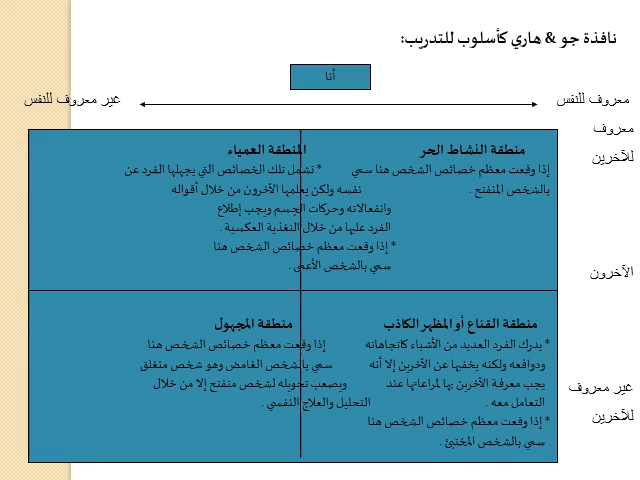 نافذة جو & هاري كأسلوب للتدريب:
أنا
معروف للنفس
غير معروف للنفس
معروف
للآخرين
منطقة النشاط الحر
إذا وقعت معظم خصائص الشخص هنا سمي
بالشخص المنفتح .
المنطقة العمياء
* تشمل تلك الخصائص التي يجهلها الفرد عن
نفسه ولكن يعلمها الآخرون من خلال أقواله
وانفعالاته وحركات الجسم ويجب إطلاع
الفرد عليها من خلال التغذية العكسية .
* إذا وقعت معظم خصائص الشخص هنا
سمي بالشخص الأعمى .
الآخرون
منطقة القناع أو المظهر الكاذب
* يدرك الفرد العديد من الأشياء كاتجاهاته
ودوافعه ولكنه يخفيها عن الآخرين إلا أنه
يجب معرفة الآخرين بها لمراعاتها عند
التعامل معه .
* إذا وقعت معظم خصائص الشخص هنا
سمي بالشخص المختبئ .
منطقة المجهول
إذا وقعت معظم خصائص الشخص هنا
سمي بالشخص الغامض وهو شخص منغلق
ويصعب تحويله لشخص متفتح إلا من خلال
التحليل والعلاج النفسي .
غير معروف
للآخرين